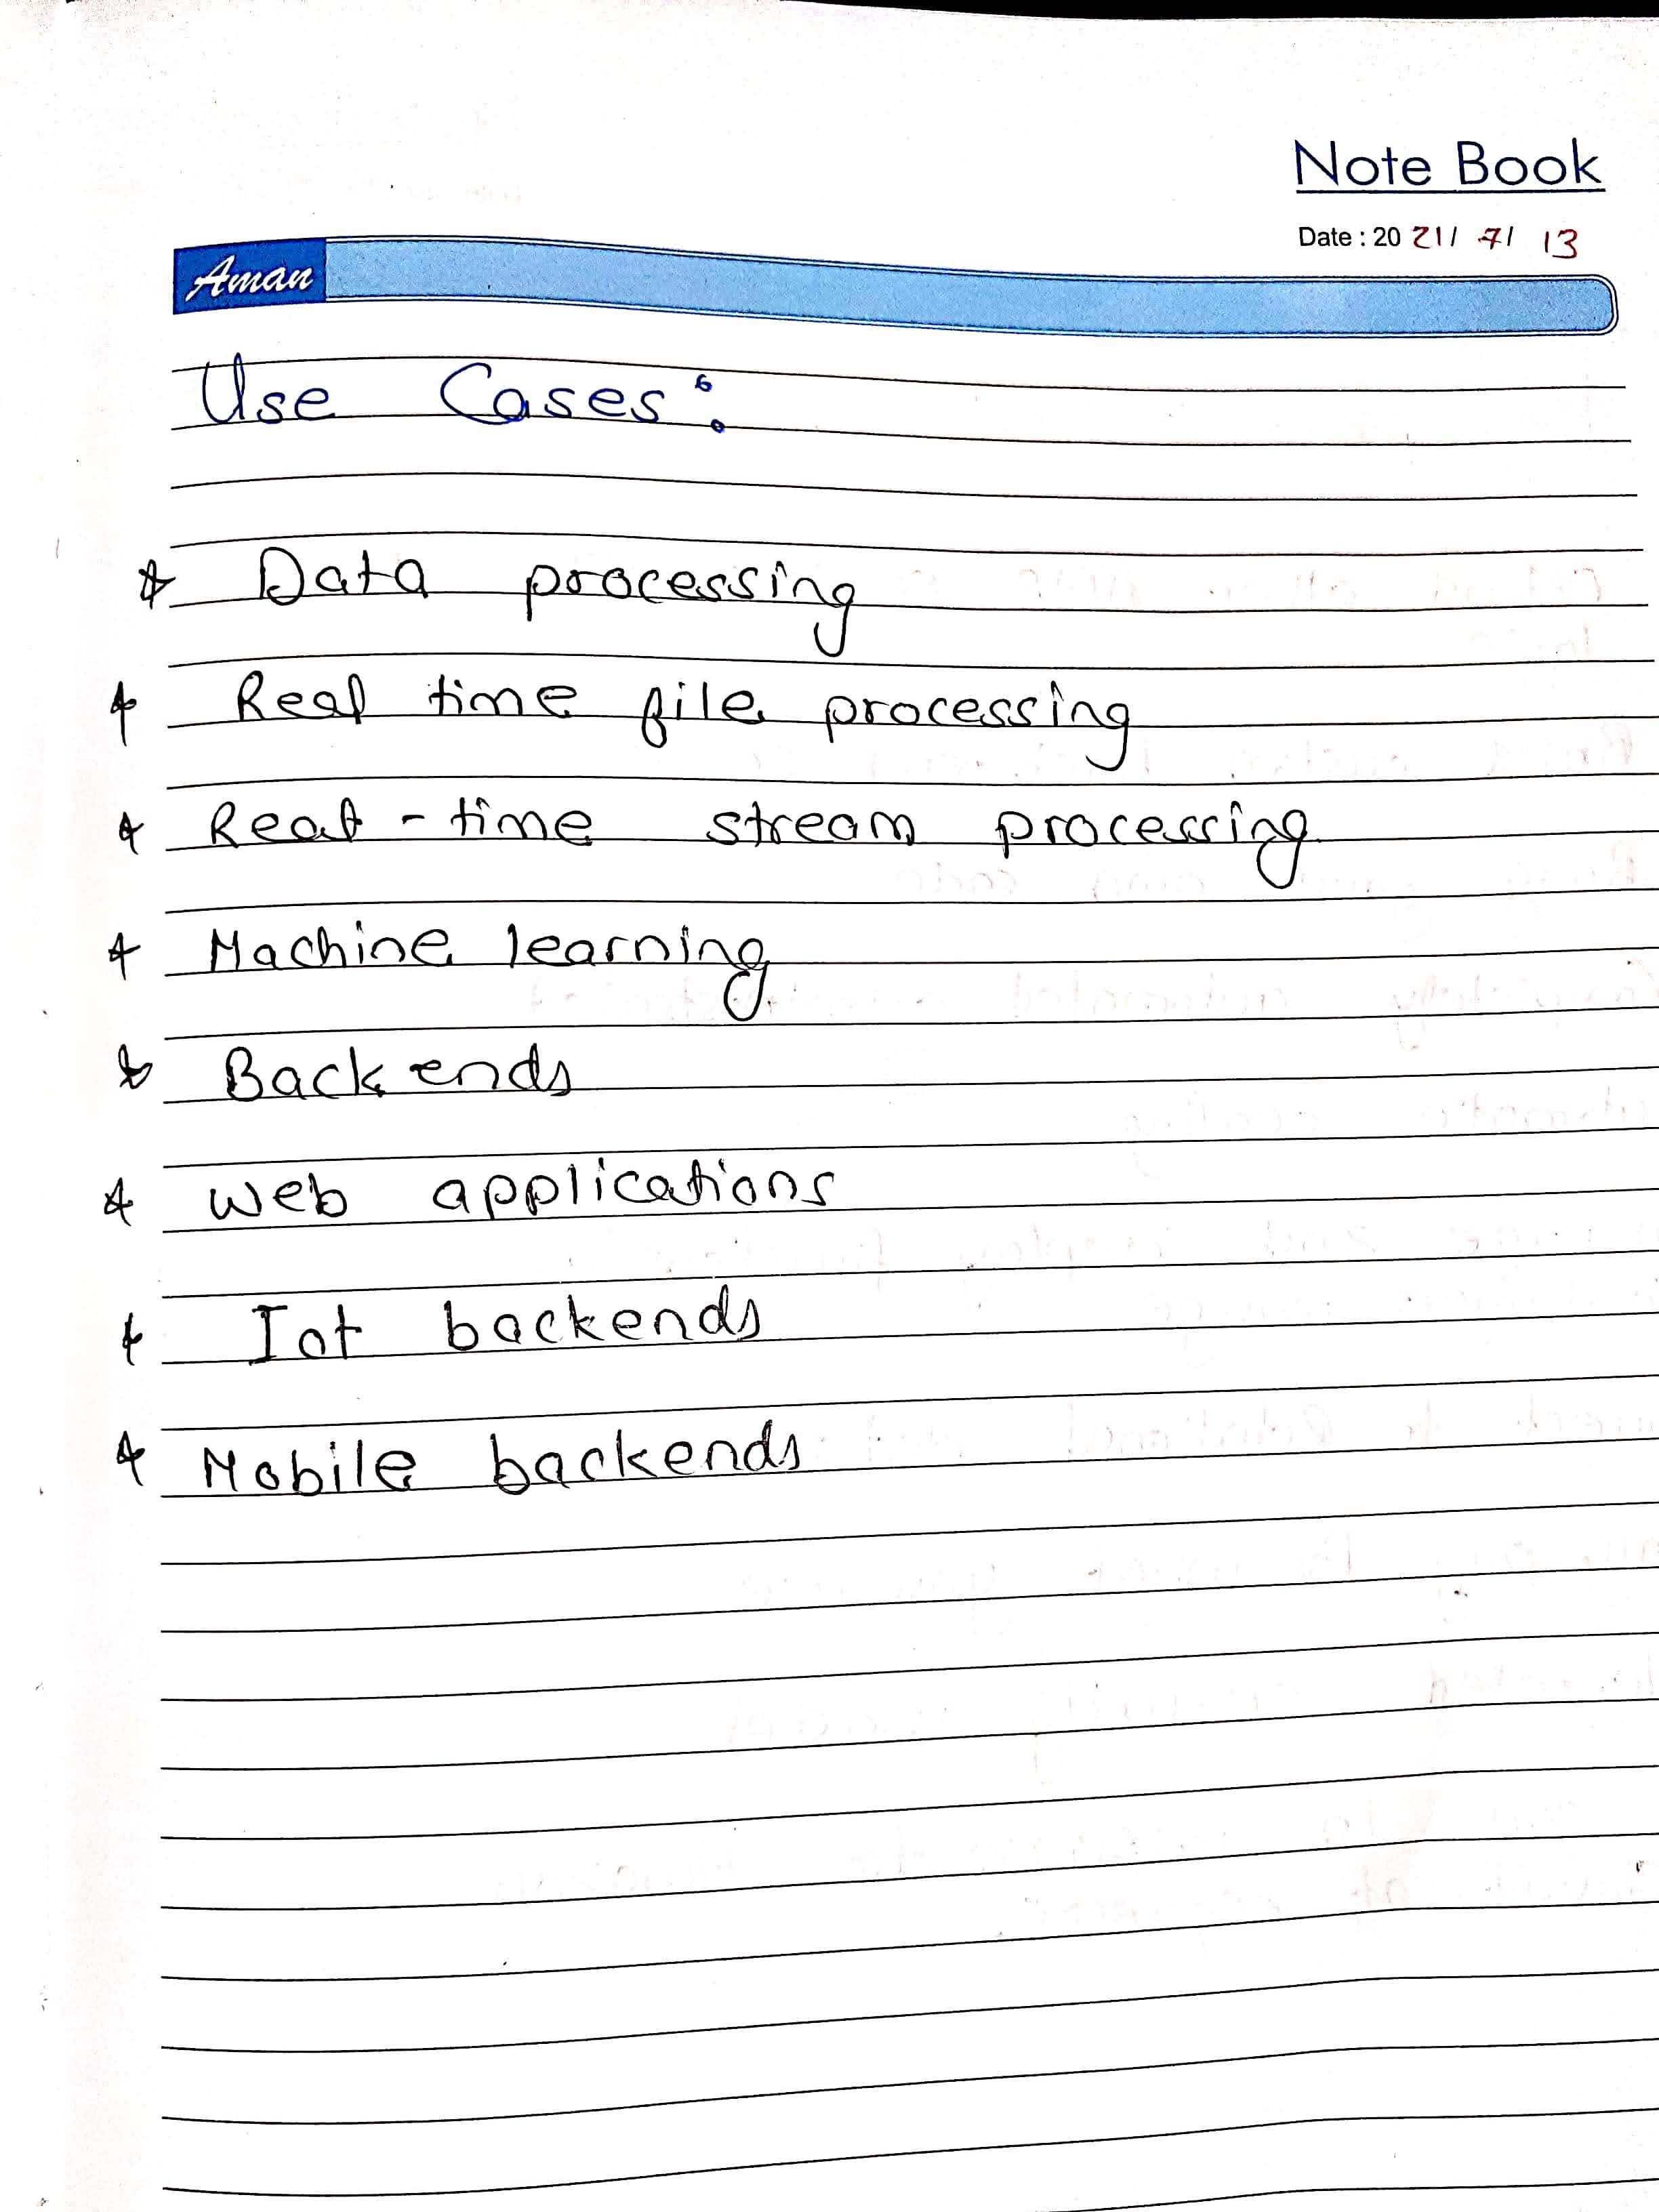 Note Book
Date : 20 21/ 7/ 13
Aman
Use Cases:
* Data processing
* Real time file processing
* Real-time stream processing
* Machine learning
* Backends
* Web applications
* Iot backends
* Mobile backends